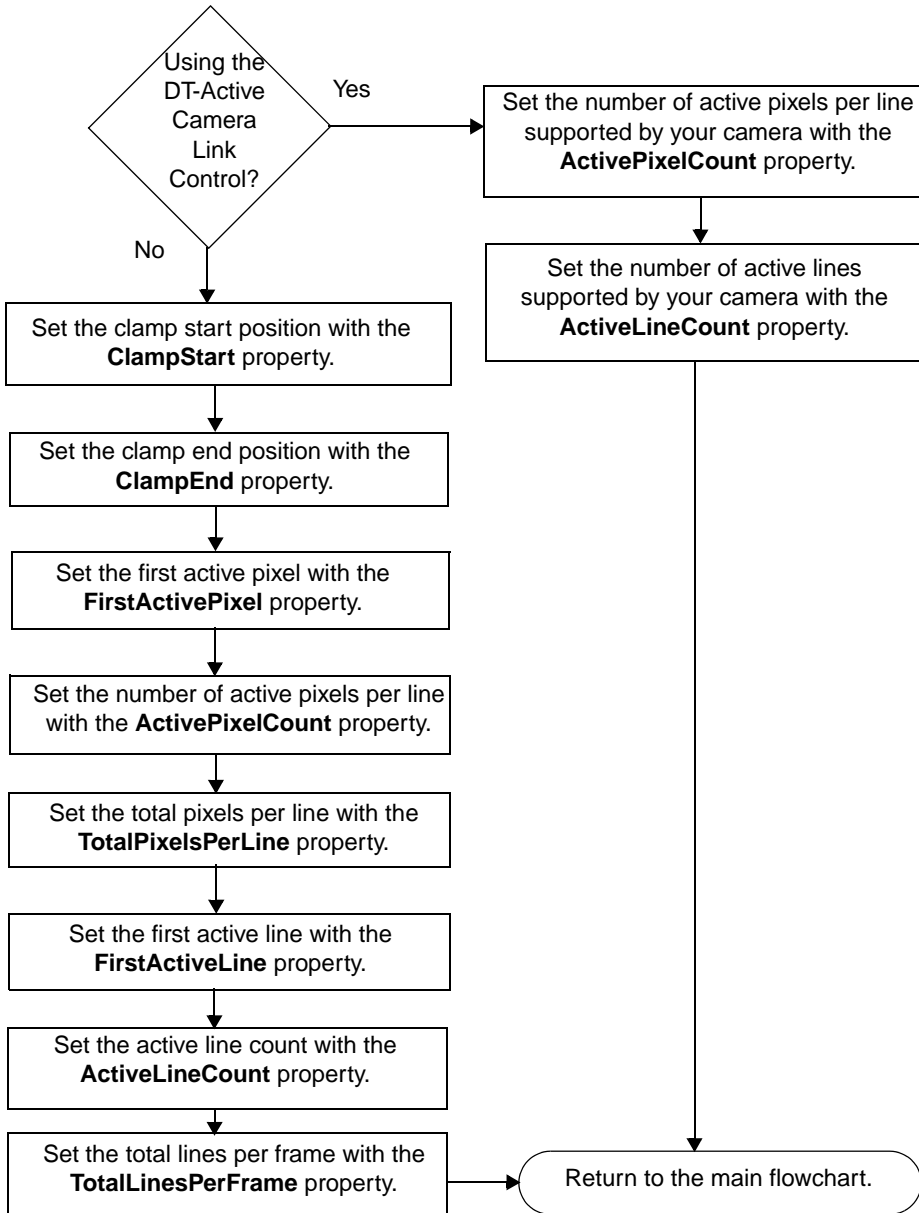 Using the
DT-Active
Camera
Link
Control?
Yes
No
Set the number of active pixels per line
supported by your camera with the
ActivePixelCount property.
Set the number of active lines
supported by your camera with the
ActiveLineCount property.
Set the clamp start position with the
ClampStart property.
Set the clamp end position with the
ClampEnd property.
Set the first active pixel with the
FirstActivePixel property.
Set the number of active pixels per line
with the ActivePixelCount property.
Set the total pixels per line with the
TotalPixelsPerLine property.
Set the first active line with the
FirstActiveLine property.
Set the active line count with the
ActiveLineCount property.
Set the total lines per frame with the
TotalLinesPerFrame property.
Return to the main flowchart.